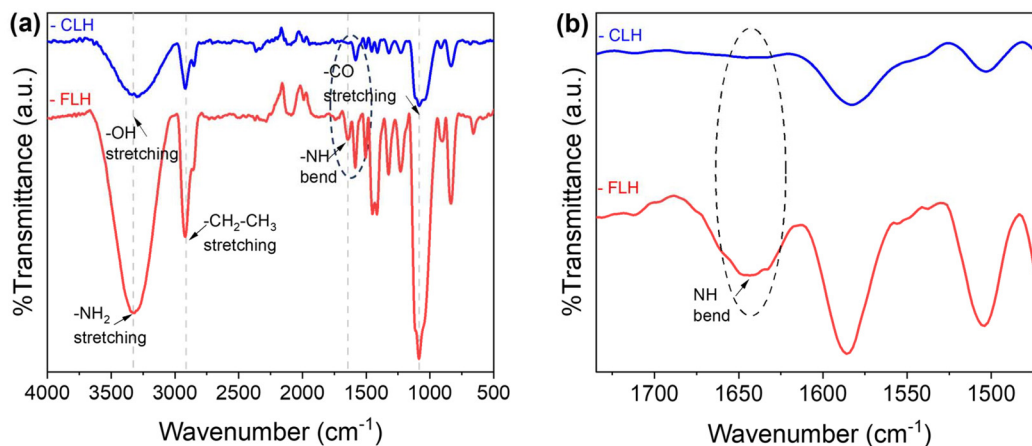 (a)
- CLH
- FLH
-OH
stretching
-NH₂
stretching
-CH₂-CH₃
stretching
-NH
bend
-CO
stretching
%Transmittance (a.u.)
4000 3500 3000 2500 2000 1500 1000 500
Wavenumber (cm⁻¹)
(b)
- CLH
- FLH
NH
bend
%Transmittance (a.u.)
1700 1650 1600 1550 1500
Wavenumber (cm⁻¹)